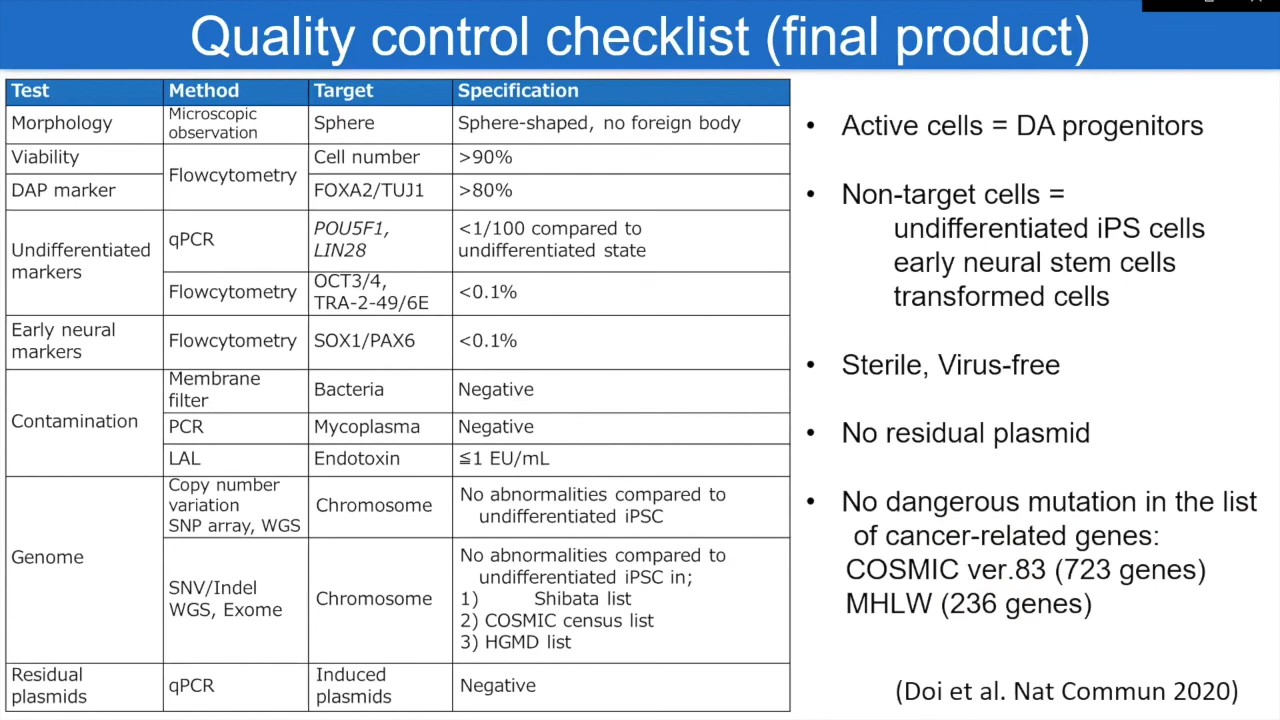 Quality control checklist (final product)
Test Method Target Specification
Morphology
Microscopic
observation
Sphere
Sphere-shaped, no foreign body
Viability
Flowcytometry
Cell number
>90%
DAP marker
FOXA2/TUJ1
>80%
Undifferentiated
markers
qPCR
POU5F1,
LIN28
<1/100 compared to
undifferentiated state
Flowcytometry
OCT3/4,
TRA-2-49/6E
<0.1%
Early neural
markers
Flowcytometry
SOX1/PAX6
<0.1%
Contamination
Membrane
filter
Bacteria
Negative
PCR
Mycoplasma
Negative
LAL
Endotoxin
≦1 EU/mL
Genome
Copy number
variation
SNP array, WGS
Chromosome
No abnormalities compared to
undifferentiated iPSC
SNV/Indel
WGS, Exome
Chromosome
No abnormalities compared to
undifferentiated iPSC in;
1) Shibata list
2) COSMIC census list
3) HGMD list
Residual
plasmids
qPCR
Induced
plasmids
Negative
• Active cells = DA progenitors
• Non-target cells =
undifferentiated iPS cells
early neural stem cells
transformed cells
• Sterile, Virus-free
• No residual plasmid
• No dangerous mutation in the list
of cancer-related genes:
COSMIC ver.83 (723 genes)
MHLW (236 genes)
(Doi et al. Nat Commun 2020)